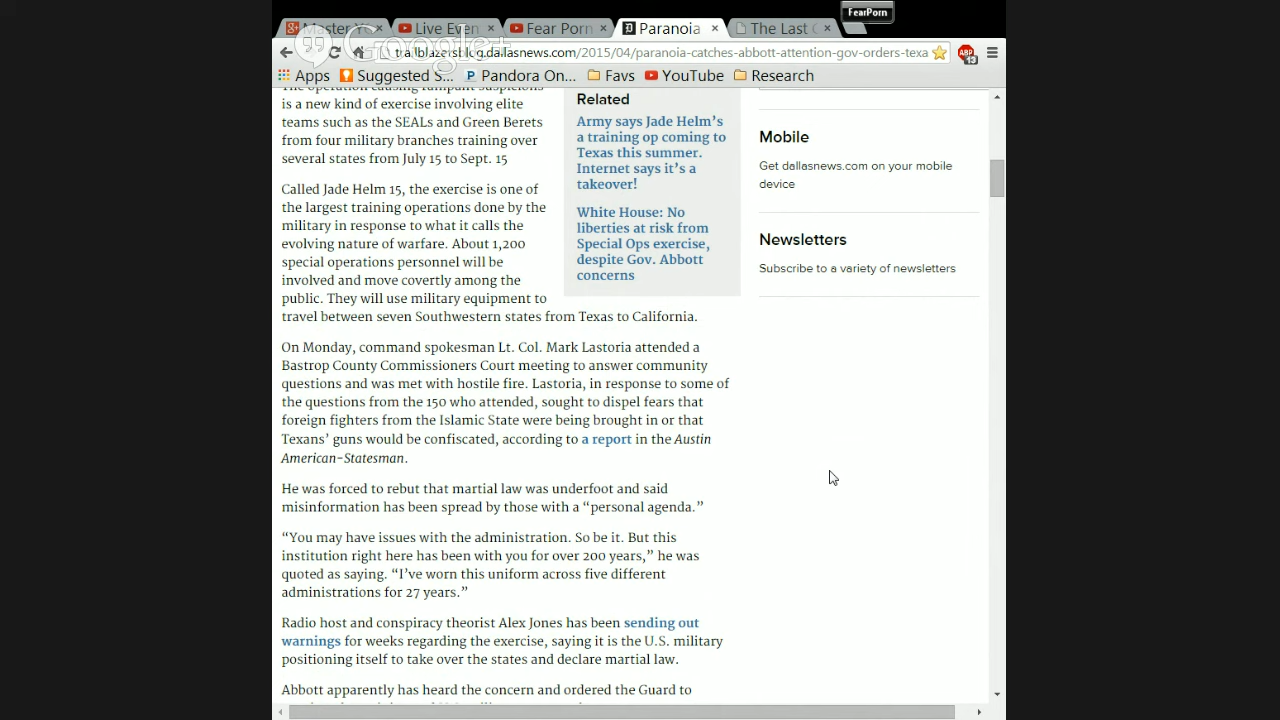 FearPorn
Master Y
Live Even
Fear Porn
Paranoia
The Last C
Google+
trailblazersblog.dallasnews.com/2015/04/paranoia-catches-abbott-attention-gov-orders-texa
ABP
13
Apps
Suggested S...
Pandora On...
Favs
YouTube
Research
The operation causing rampant suspicions
is a new kind of exercise involving elite
teams such as the SEALs and Green Berets
from four military branches training over
several states from July 15 to Sept. 15
Called Jade Helm 15, the exercise is one of
the largest training operations done by the
military in response to what it calls the
evolving nature of warfare. About 1,200
special operations personnel will be
involved and move covertly among the
public. They will use military equipment to
travel between seven Southwestern states from Texas to California.
Related
Army says Jade Helm's
a training op coming to
Texas this summer.
Internet says it's a
takeover!
White House: No
liberties at risk from
Special Ops exercise,
despite Gov. Abbott
concerns
Mobile
Get dallasnews.com on your mobile
device
Newsletters
Subscribe to a variety of newsletters
On Monday, command spokesman Lt. Col. Mark Lastoria attended a
Bastrop County Commissioners Court meeting to answer community
questions and was met with hostile fire. Lastoria, in response to some of
the questions from the 150 who attended, sought to dispel fears that
foreign fighters from the Islamic State were being brought in or that
Texans' guns would be confiscated, according to a report in the Austin
American-Statesman.
He was forced to rebut that martial law was underfoot and said
misinformation has been spread by those with a “personal agenda.”
“You may have issues with the administration. So be it. But this
institution right here has been with you for over 200 years,” he was
quoted as saying. “I've worn this uniform across five different
administrations for 27 years.”
Radio host and conspiracy theorist Alex Jones has been sending out
warnings for weeks regarding the exercise, saying it is the U.S. military
positioning itself to take over the states and declare martial law.
Abbott apparently has heard the concern and ordered the Guard to